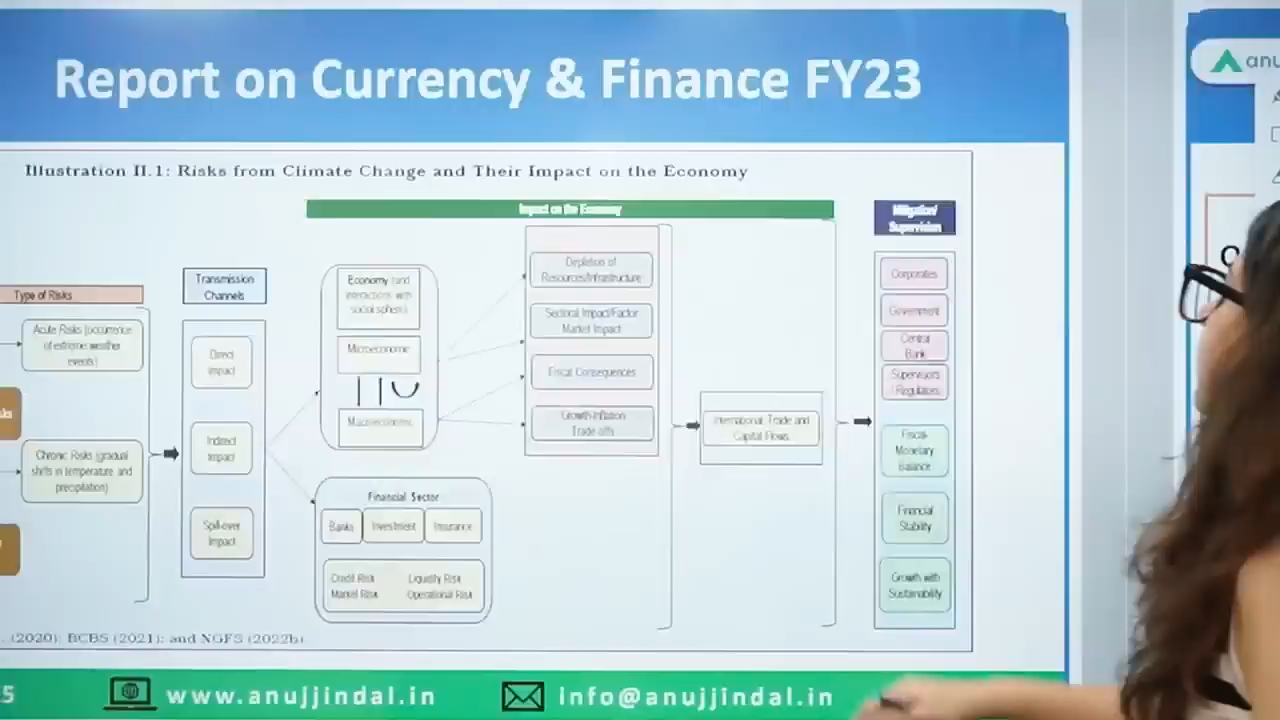 Report on Currency & Finance FY23
Illustration II.1: Risks from Climate Change and Their Impact on the Economy
Type of Risks
Acute Risks (occurrence
of extreme weather
events)
Chronic Risks (gradual
shifts in temperature and
precipitation)
Transmission
Channels
Direct
Impact
Indirect
Impact
Spill-over
Impact
Impact on the Economy
Economy (and
interactions with
social sphere)
Microeconomic
Macroeconomic
Financial Sector
Banks
Investment
Insurance
Credit Risk
Liquidity Risk
Market Risk
Operational Risk
Depletion of
Resources/Infrastructure
Sectoral Impact/Factor
Market Impact
Fiscal Consequences
Growth-Inflation
Trade offs
International Trade and
Capital Flows
Mitigation/
Supervision
Corporates
Government
Central
Bank
Supervisors/
Regulators
Fiscal-
Monetary
Balance
Financial
Stability
Growth with
Sustainability
(2020); BCBS (2021); and NGFS (2022b)
5
www.anujjindal.in
info@anujjindal.in
anu